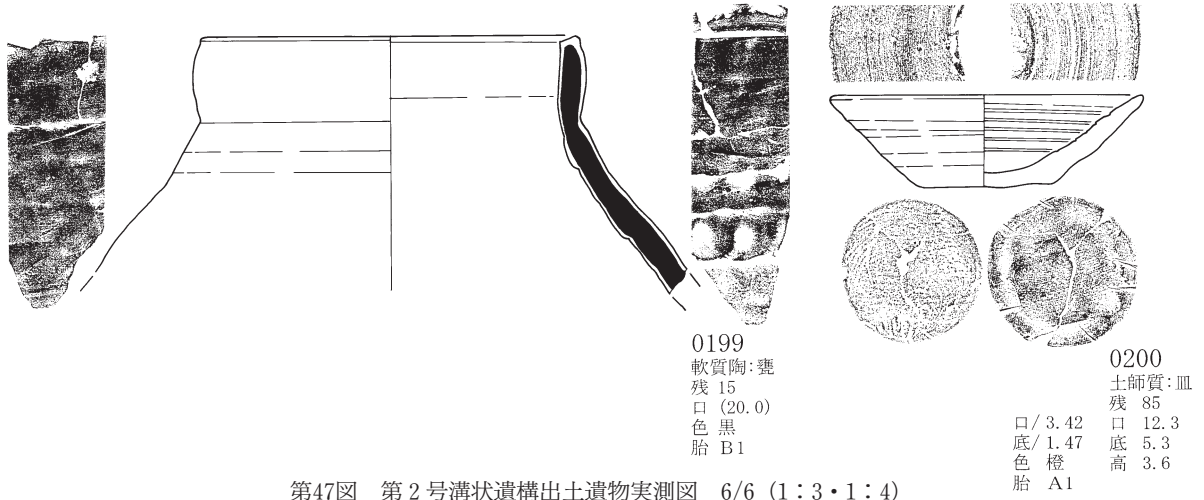 0199
軟質陶:甕
残 15
口 (20.0)
色 黒
胎 B1
0200
土師質:皿
残 85
口/3.42 口 12.3
底/1.47 底 5.3
色 橙 高 3.6
胎 A1
第47図 第2号溝状遺構出土遺物実測図 6/6 (1:3・1:4)